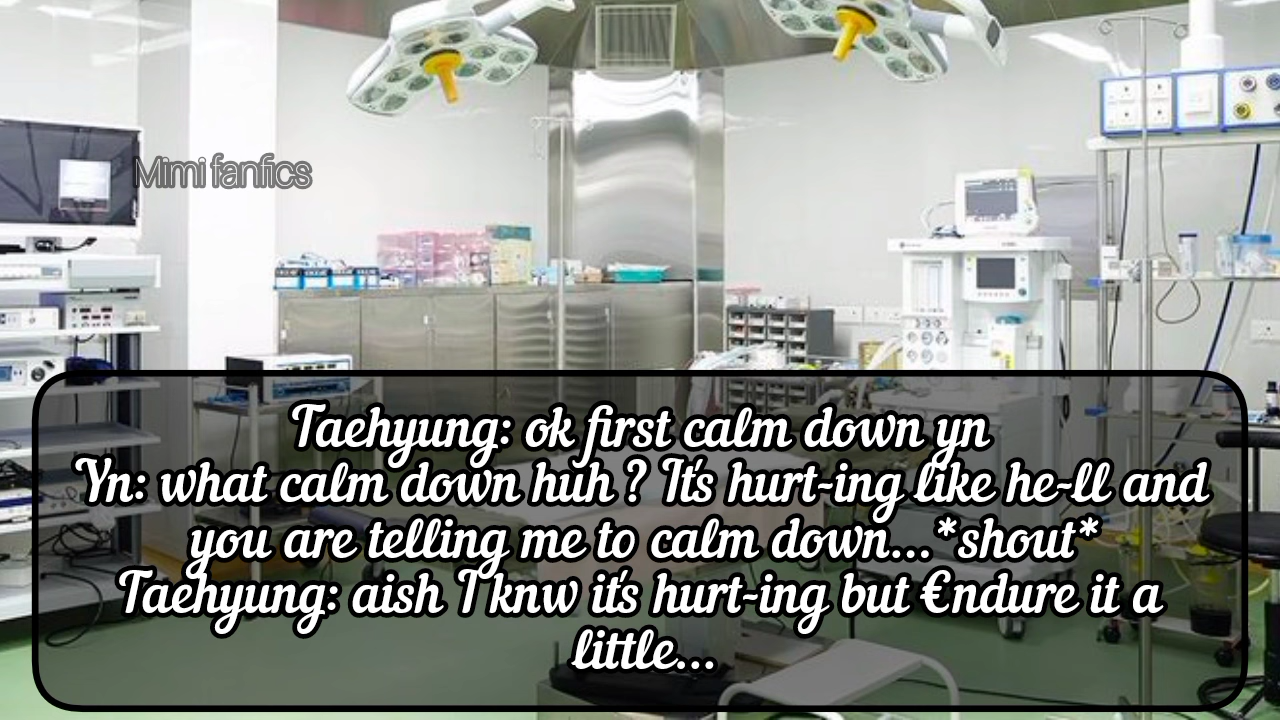 Mimi fanfics
Taehyung: ok first calm down yn
Yn: what calm down huh ? It's hurt-ing like he-ll and
you are telling me to calm down...*shout*
Taehyung: aish I knw it's hurt-ing but €ndure it a
little...